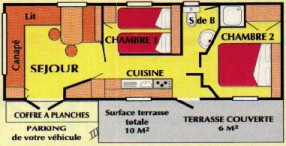 Lit
Canapé
SEJOUR
CHAMBRE 1
S de B
CHAMBRE 2
CUISINE
COFFRE A PLANCHES
PARKING
de votre véhicule
Surface terrasse
totale
10 M²
TERRASSE COUVERTE
6 M²